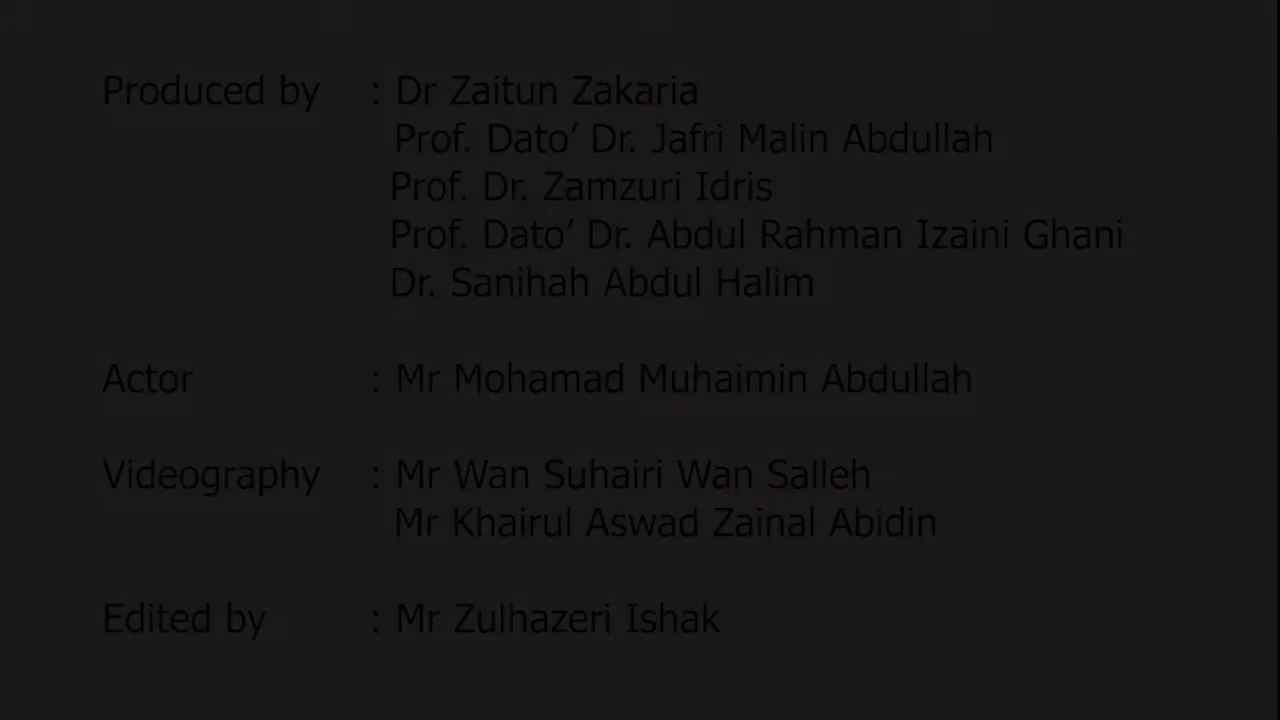 Produced by : Dr Zaitun Zakaria
Prof. Dato’ Dr. Jafri Malin Abdullah
Prof. Dr. Zamzuri Idris
Prof. Dato’ Dr. Abdul Rahman Izaini Ghani
Dr. Sanihah Abdul Halim
Actor : Mr Mohamad Muhaimin Abdullah
Videography : Mr Wan Suhairi Wan Salleh
Mr Khairul Aswad Zainal Abidin
Edited by : Mr Zulhazeri Ishak